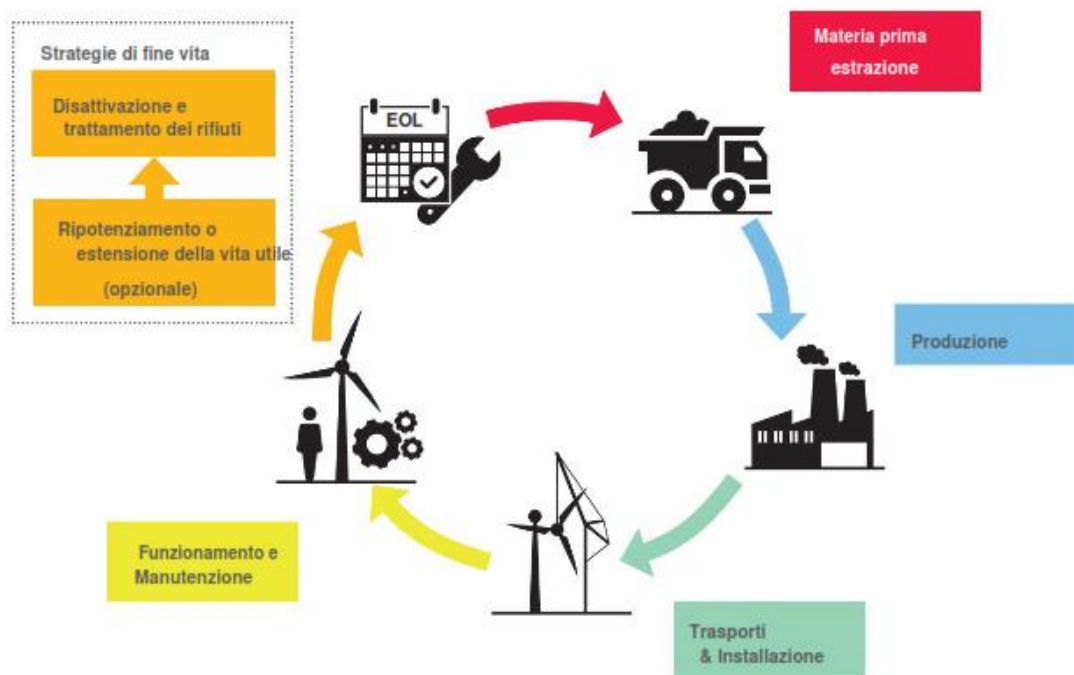 Strategie di fine vita
Disattivazione e
trattamento dei rifiuti
Ripotenziamento o
estensione della vita utile
(opzionale)
EOL
Materia prima
estrazione
Produzione
Trasporti
& Installazione
Funzionamento e
Manutenzione